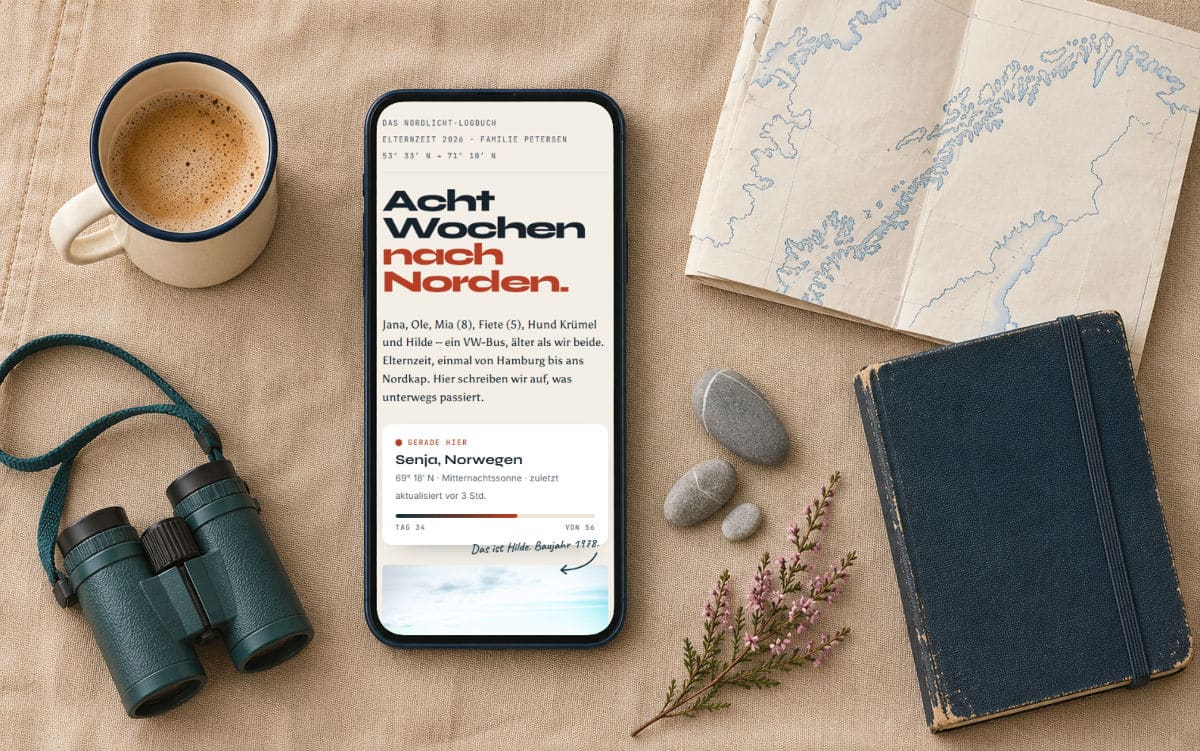 DAS NORDLICHT-LOGBUCH
ELTERNZEIT 2026 · FAMILIE PETERSEN
53° 33′ N → 71° 10′ N
Acht
Wochen
nach
Norden.
Jana, Ole, Mia (8), Fiete (5), Hund Krümel
und Hilde – ein VW-Bus, älter als wir beide.
Elternzeit, einmal von Hamburg bis ans
Nordkap. Hier schreiben wir auf, was
unterwegs passiert.
GERADE HIER
Senja, Norwegen
69° 18′ N · Mitternachtssonne · zuletzt
aktualisiert vor 3 Std.
TAG 34 VON 56
Das ist Hilde. Baujahr 1978.